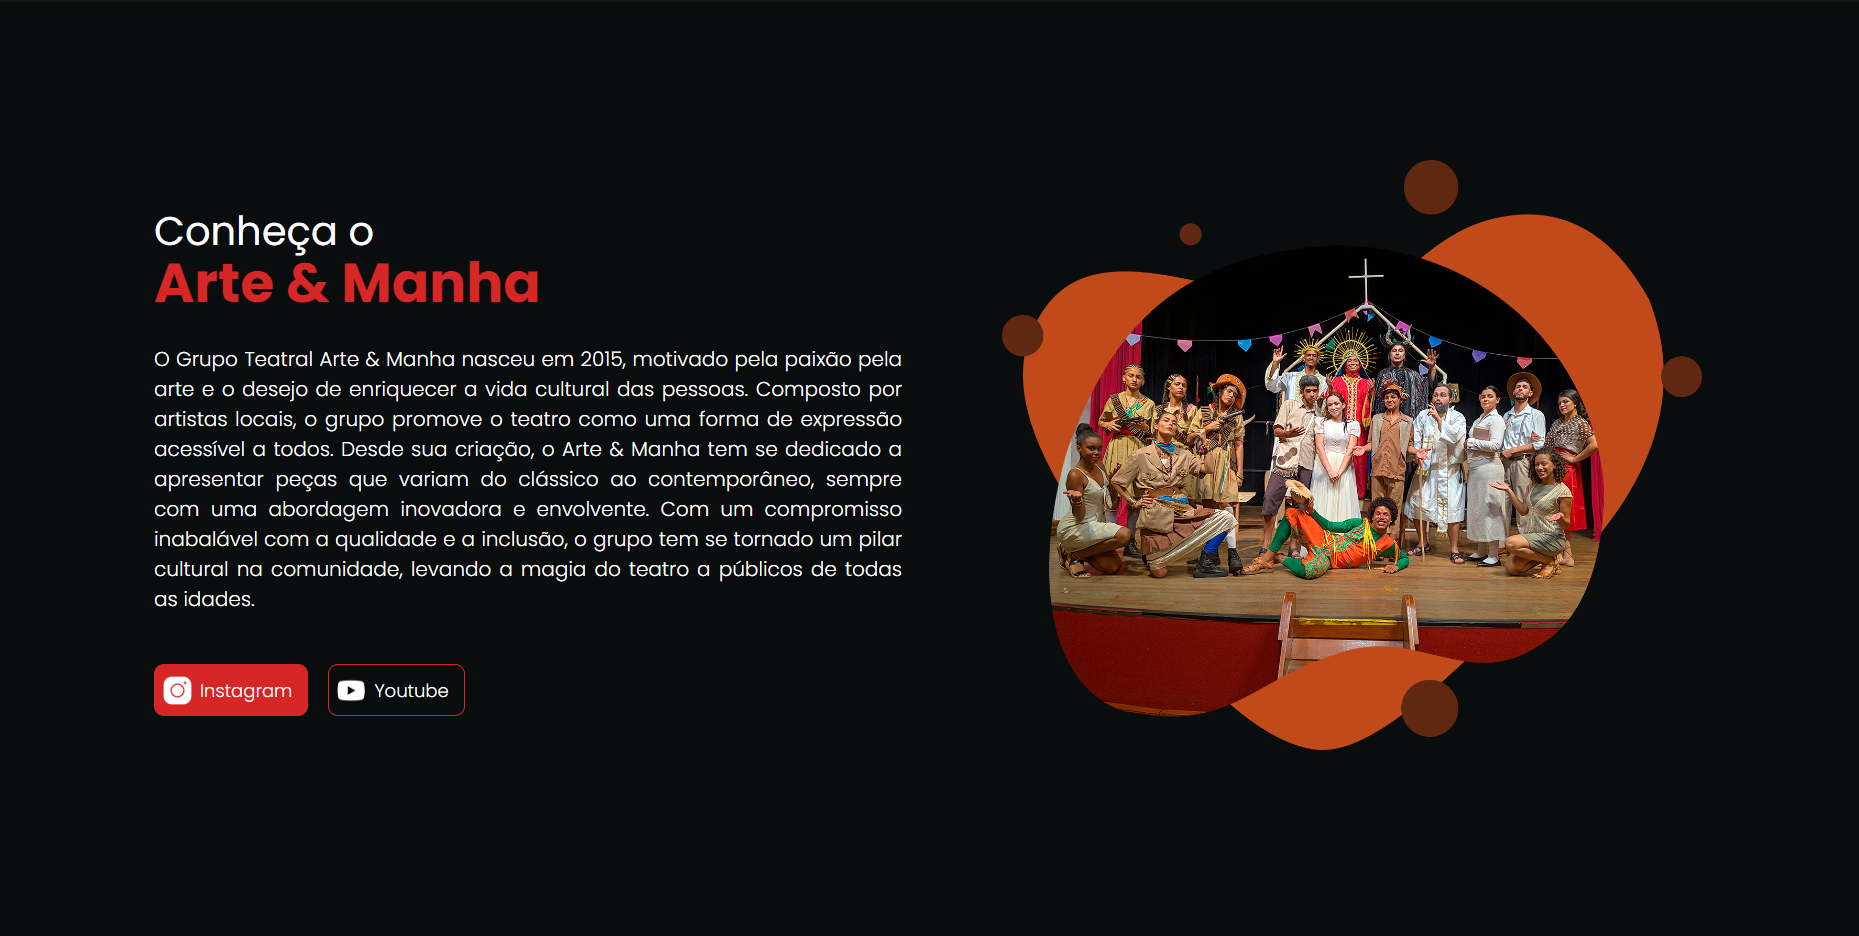 Conheça o
Arte & Manha
O Grupo Teatral Arte & Manha nasceu em 2015, motivado pela paixão pela
arte e o desejo de enriquecer a vida cultural das pessoas. Composto por
artistas locais, o grupo promove o teatro como uma forma de expressão
acessível a todos. Desde sua criação, o Arte & Manha tem se dedicado a
apresentar peças que variam do clássico ao contemporâneo, sempre
com uma abordagem inovadora e envolvente. Com um compromisso
inabalável com a qualidade e a inclusão, o grupo tem se tornado um pilar
cultural na comunidade, levando a magia do teatro a públicos de todas
as idades.
Instagram
Youtube